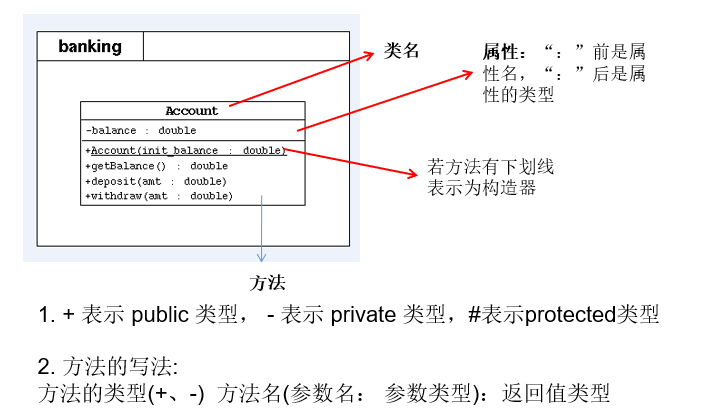 banking
类名
属性：“：”前是属
性名，“：”后是属
性的类型
Account
-balance : double
+Account(init_balance : double)
+getBalance() : double
+deposit(amt : double)
+withdraw(amt : double)
若方法有下划线
表示为构造器
方法
1. + 表示 public 类型， - 表示 private 类型，#表示protected类型
2. 方法的写法:
方法的类型(+、-) 方法名(参数名： 参数类型)：返回值类型